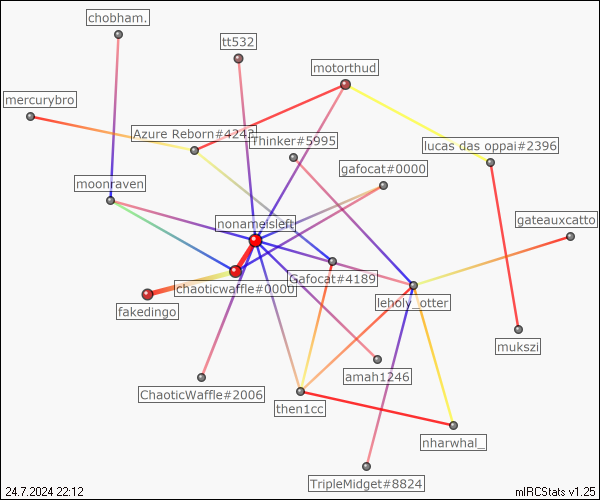 chobham.
tt532
motorthud
mercurybro
Azure Reborn#4242
Thinker#5995
lucas das oppai#2396
gafocat#0000
moonraven
nonameisleft
gateauxcatto
Gafocat#4189
chaoticwaffle#0000
leholy_otter
fakedingo
mukszi
amah1246
ChaoticWaffle#2006
then1cc
nharwhal_
TripleMidget#8824
24.7.2024 22:12
mIRCStats v1.25